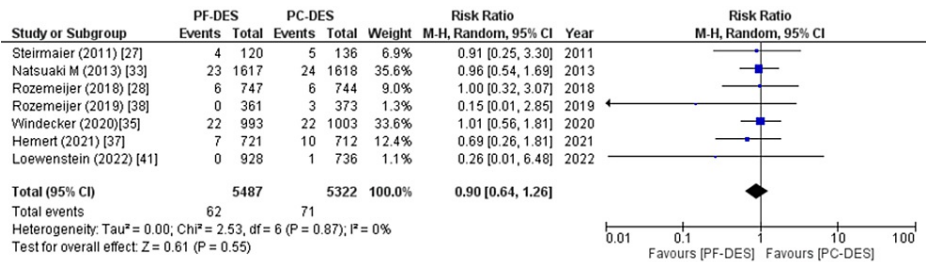 PF-DES PC-DES Risk Ratio Risk Ratio
Study or Subgroup Events Total Events Total Weight M-H, Random, 95% CI Year M-H, Random, 95% CI
Steirmaier (2011) [27] 4 120 5 136 6.9% 0.91 [0.25, 3.30] 2011
Natsuaki M (2013) [33] 23 1617 24 1618 35.6% 0.96 [0.54, 1.69] 2013
Rozemeijer (2018) [28] 6 747 6 744 9.0% 1.00 [0.32, 3.07] 2018
Rozemeijer (2019) [38] 0 361 3 373 1.3% 0.15 [0.01, 2.85] 2019
Windecker (2020)[35] 22 993 22 1003 33.6% 1.01 [0.56, 1.81] 2020
Hemert (2021) [37] 7 721 10 712 12.4% 0.69 [0.26, 1.81] 2021
Loewenstein (2022) [41] 0 928 1 736 1.1% 0.26 [0.01, 6.48] 2022
Total (95% CI) 5487 5322 100.0% 0.90 [0.64, 1.26]
Total events 62 71
Heterogeneity: Tau² = 0.00; Chi² = 2.53, df = 6 (P = 0.87); I² = 0%
Test for overall effect: Z = 0.61 (P = 0.55)
0.01 0.1 1 10 100
Favours [PF-DES] Favours [PC-DES]